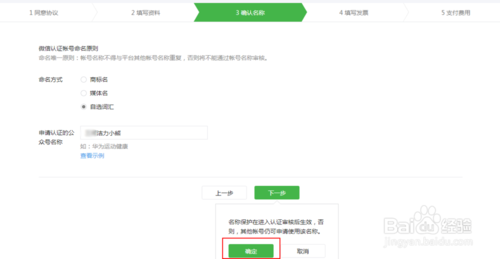 1 同意协议
2 填写资料
3 确认名称
4 填写发票
5 支付费用
微信认证帐号命名原则
命名唯一原则：帐号名称不得与平台其他帐号名称重复，否则将不能通过帐号名称审核。
命名方式
商标名
媒体名
自选词汇
申请认证的公
众号名称
活力小城
如：华为运动健康
查看示例
上一步
下一步
名称保护在进入认证审核后生效，否
则，其他帐号仍可申请使用该名称。
确定
取消
Baidu 经验
jingyan.baidu.com